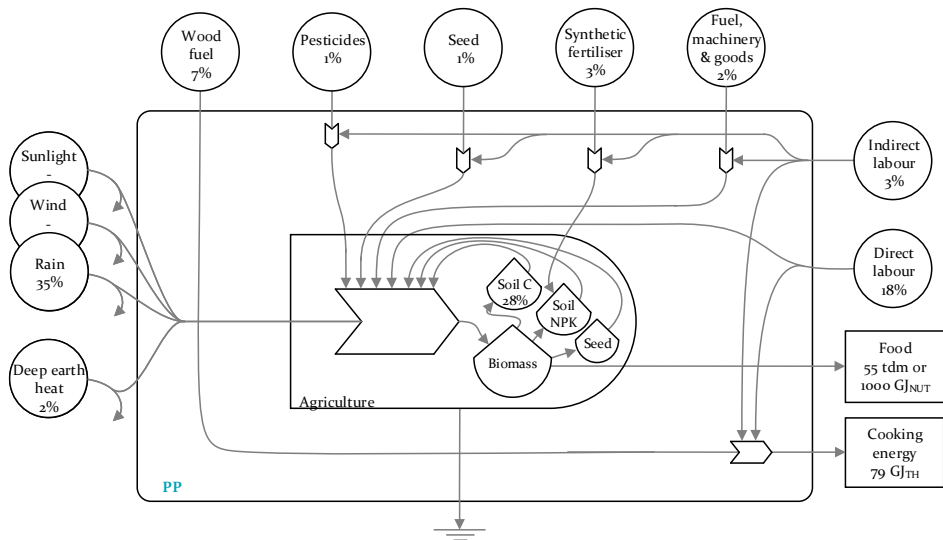 Wood
fuel
7%
Pesticides
1%
Seed
1%
Synthetic
fertiliser
3%
Fuel,
machinery
& goods
2%
Sunlight
-
Wind
-
Rain
35%
Deep earth
heat
2%
Indirect
labour
3%
Direct
labour
18%
Soil C
28%
Soil
NPK
Seed
Biomass
Agriculture
Food
55 tdm or
1000 GJNUT
Cooking
energy
79 GJTH
PP